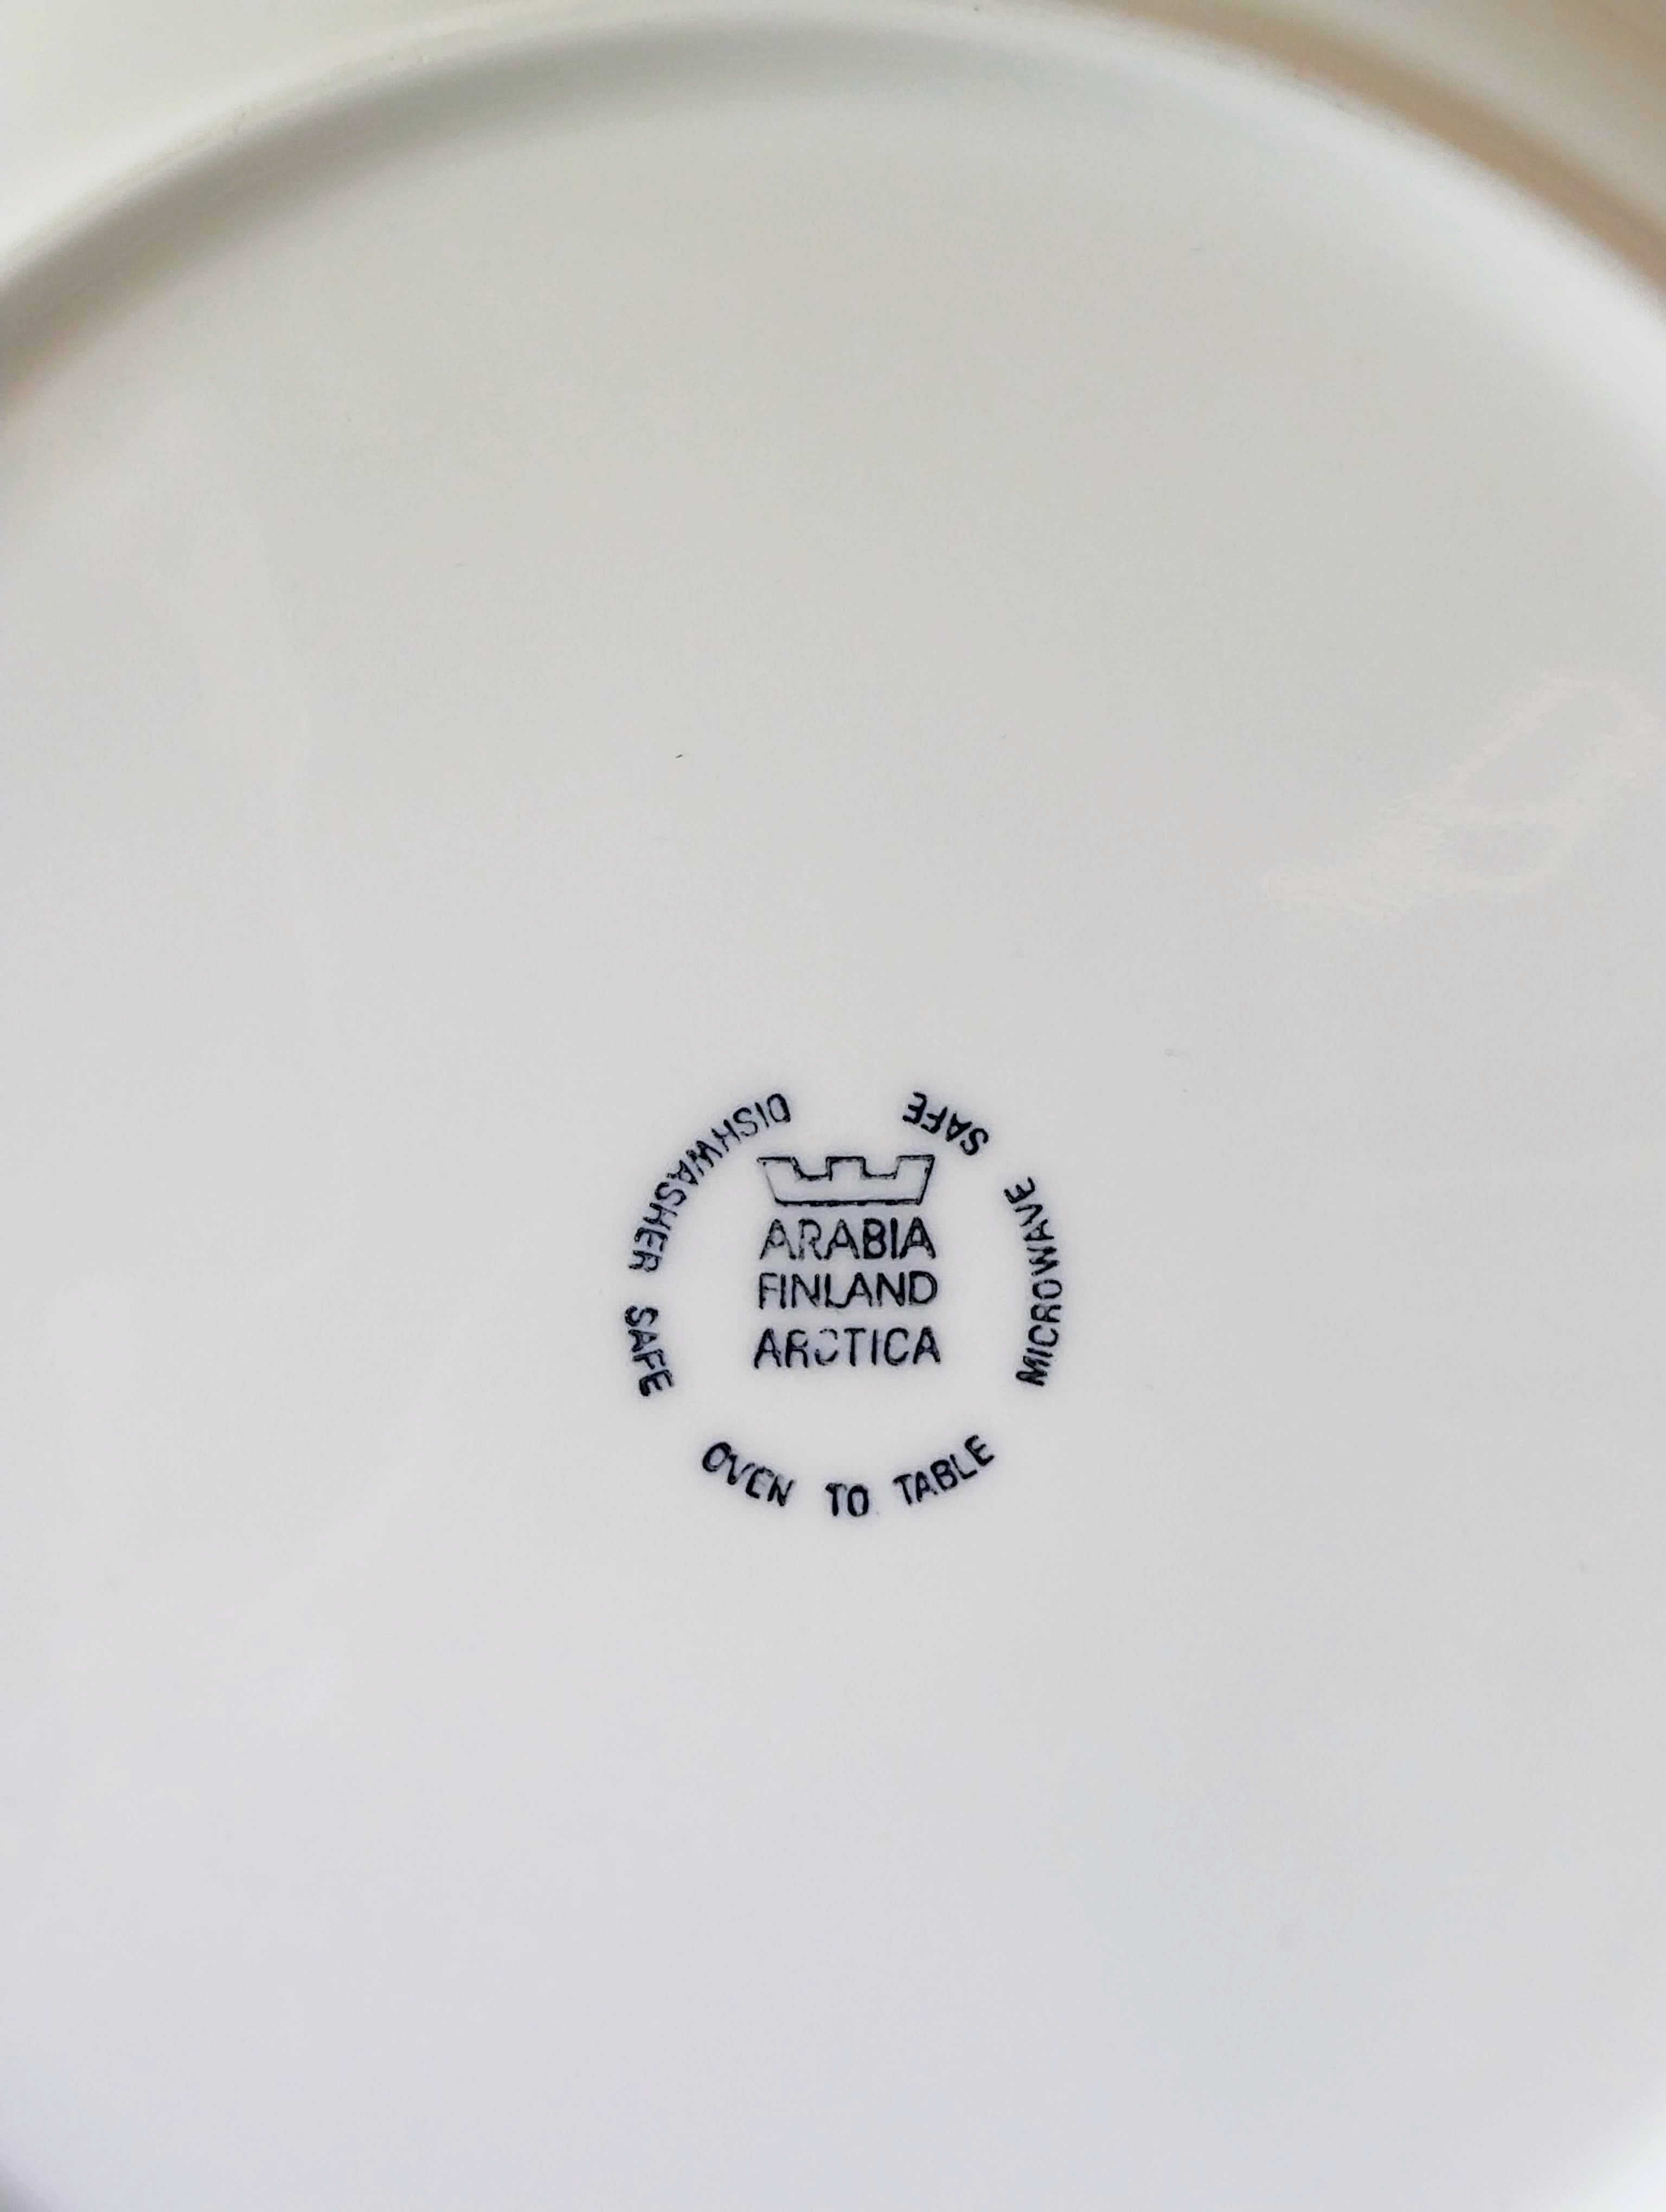 ARABIA
FINLAND
ARCTICA
DISHWASHER SAFE
OVEN TO TABLE
MICROWAVE SAFE